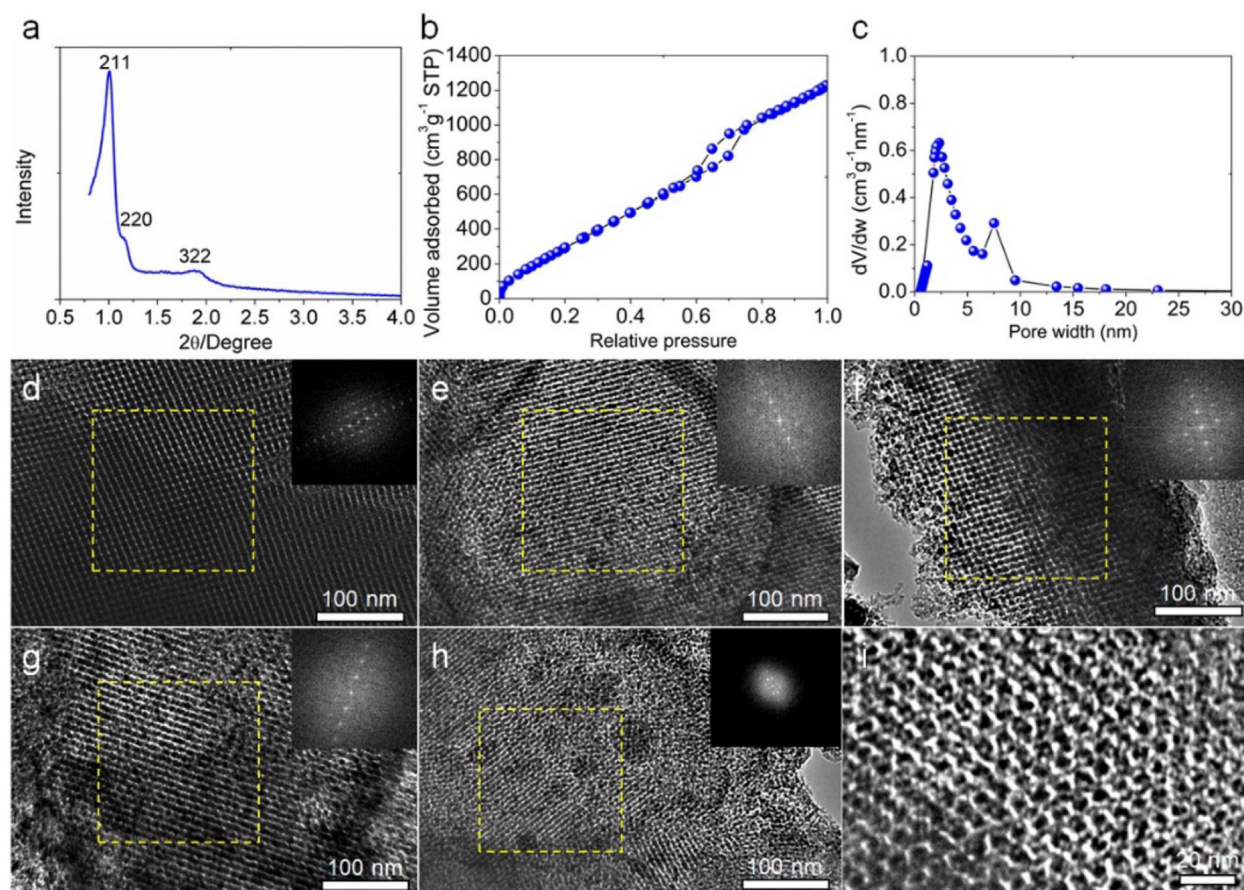 a
211
220
322
Intensity
0.5 1.0 1.5 2.0 2.5 3.0 3.5 4.0
2θ/Degree
b
Volume adsorbed (cm³g⁻¹ STP)
1400
1200
1000
800
600
400
200
0
0.0 0.2 0.4 0.6 0.8 1.0
Relative pressure
c
dV/dw (cm³g⁻¹nm⁻¹)
1.0
0.8
0.6
0.4
0.2
0.0
0 5 10 15 20 25 30
Pore width (nm)
d
100 nm
e
100 nm
f
100 nm
g
100 nm
h
100 nm
i
20 nm